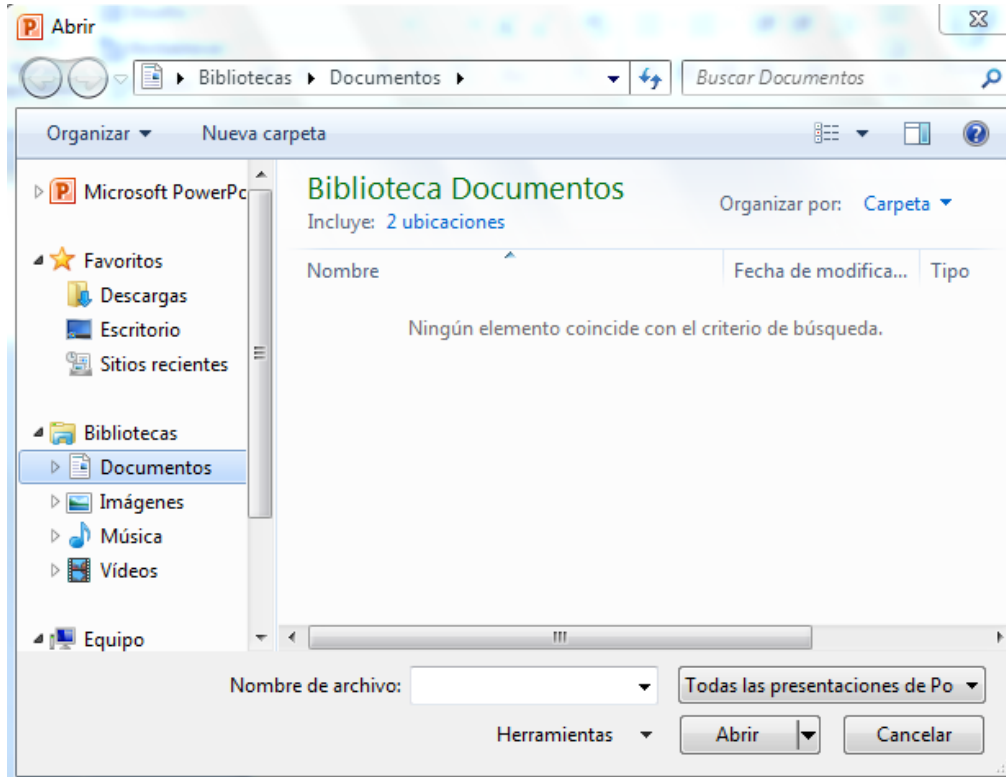 Abrir
Bibliotecas Documentos
Buscar Documentos
Organizar Nueva carpeta
Microsoft PowerPo
Favoritos
Descargas
Escritorio
Sitios recientes
Bibliotecas
Documentos
Imágenes
Música
Vídeos
Equipo
Biblioteca Documentos
Incluye: 2 ubicaciones
Organizar por: Carpeta
Nombre Fecha de modifica... Tipo
Ningún elemento coincide con el criterio de búsqueda.
Nombre de archivo: Todas las presentaciones de Po
Herramientas Abrir Cancelar